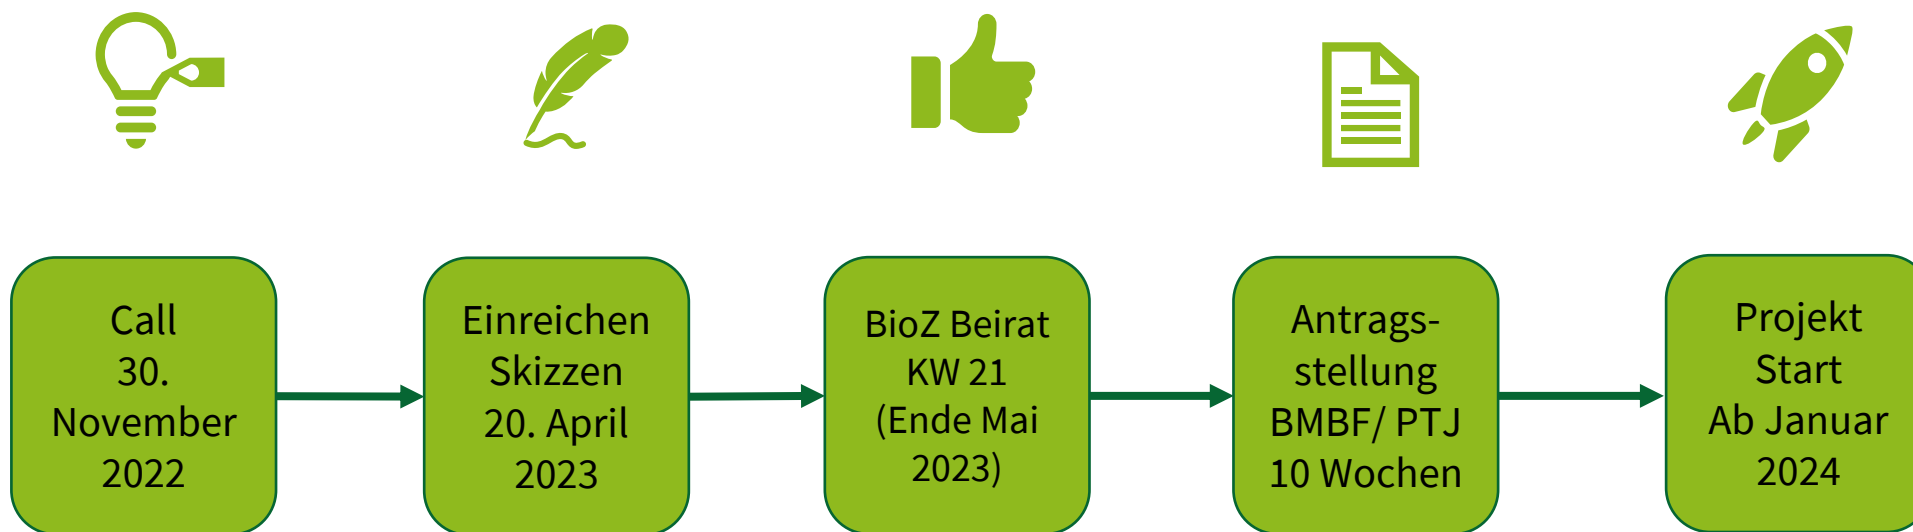 Call
30.
November
2022
Einreichen
Skizzen
20. April
2023
BioZ Beirat
KW 21
(Ende Mai
2023)
Antrags-
stellung
BMBF/ PTJ
10 Wochen
Projekt
Start
Ab Januar
2024